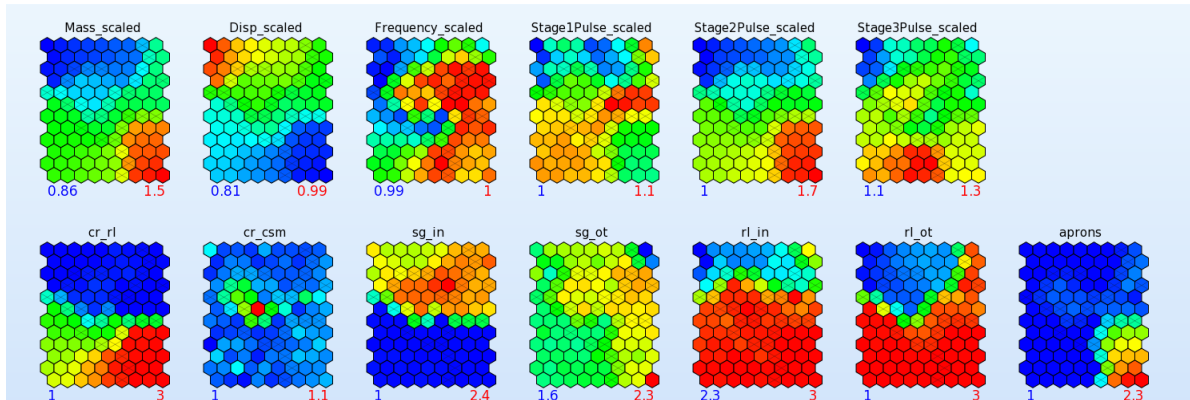 Mass_scaled Disp_scaled Frequency_scaled Stage1Pulse_scaled Stage2Pulse_scaled Stage3Pulse_scaled
0.86 1.5 0.81 0.99 0.99 1 1 1.1 1 1.7 1.1 1.3
cr_rl cr_csm sg_in sg_ot rl_in rl_ot aprons
1 3 1 1.1 1 2.4 1.6 2.3 2.3 3 1 3 1 2.3